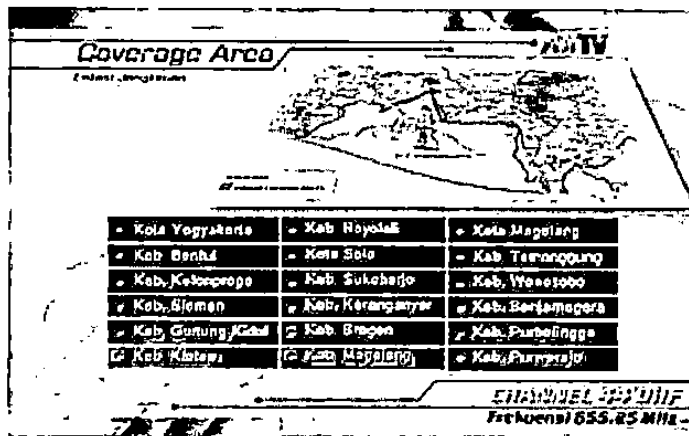 Coverage Area
TV
Kota Yogyakarta
Kab. Boyolali
Kota Magelang
Kab. Bantul
Kota Solo
Kab. Temanggung
Kab. Kulonprogo
Kab. Sukoharjo
Kab. Wonosobo
Kab. Sleman
Kab. Karanganyar
Kab. Banjarnegara
Kab. Gunung Kidul
Kab. Sragen
Kab. Purbalingga
Kab. Klaten
Kab. Magelang
Kab. Purworejo
CHANNEL UHF
Frekuensi 655.25 MHz